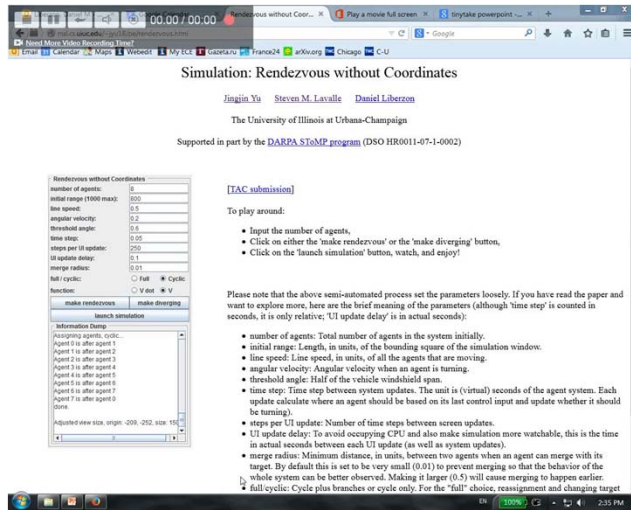 00.00 / 00:00
Rendezvous without Coor...
Play a movie full screen
tinytake powerpoint -...
Need More Video Recording Time?
Google
Email
Calendar
Maps
Webedit
My ECE
Gazeta.ru
France24
arXiv.org
Chicago
C-U
Simulation: Rendezvous without Coordinates
Jingjin Yu Steven M. Lavalle Daniel Liberzon
The University of Illinois at Urbana-Champaign
Supported in part by the DARPA SToMP program (DSO HR0011-07-1-0002)
Rendezvous without Coordinates
number of agents: 8
initial range (1000 max): 800
line speed: 0.5
angular velocity: 0.2
threshold angle: 0.6
time step: 0.05
steps per UI update: 250
UI update delay: 0.1
merge radius: 0.01
full / cyclic: Full Cyclic
function: V dot V
make rendezvous make diverging
launch simulation
Information Dump
Assigning agents, cyclic...
Agent 0 is after agent 1
Agent 1 is after agent 2
Agent 2 is after agent 3
Agent 3 is after agent 4
Agent 4 is after agent 5
Agent 5 is after agent 6
Agent 6 is after agent 7
Agent 7 is after agent 0
done.
Adjusted view size, origin: -209, -252, size: 150
[TAC submission]
To play around:
• Input the number of agents,
• Click on either the 'make rendezvous' or the 'make diverging' button,
• Click on the 'launch simulation' button, watch, and enjoy!
Please note that the above semi-automated process set the parameters loosely. If you have read the paper and
want to explore more, here are the brief meaning of the parameters (although 'time step' is counted in
seconds, it is only relative; 'UI update delay' is in actual seconds):
• number of agents: Total number of agents in the system initially.
• initial range: Length, in units, of the bounding square of the simulation window.
• line speed: Line speed, in units, of all the agents that are moving.
• angular velocity: Angular velocity when an agent is turning.
• threshold angle: Half of the vehicle windshield span.
• time step: Time step between system updates. The unit is (virtual) seconds of the agent system. Each
update calculate where an agent should be based on its last control input and update whether it should
be turning).
• steps per UI update: Number of time steps between screen updates.
• UI update delay: To avoid occupying CPU and also make simulation more watchable, this is the time
in actual seconds between each UI update (as well as system updates).
• merge radius: Minimum distance, in units, between two agents when an agent can merge with its
target. By default this is set to be very small (0.01) to prevent merging so that the behavior of the
whole system can be better observed. Making it larger (0.5) will cause merging to happen earlier.
• full/cyclic: Cycle plus branches or cycle only. For the "full" choice, reassignment and changing target
EN 100% 2:35 PM